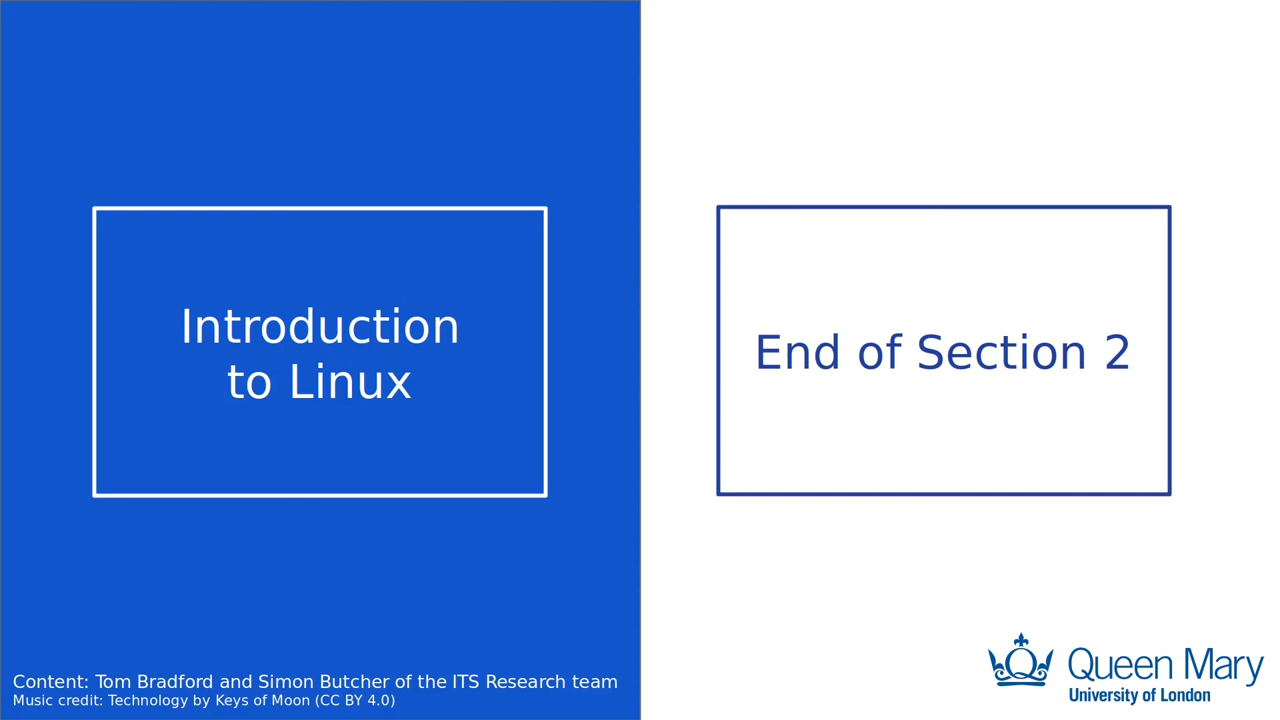 Introduction
to Linux
End of Section 2
Content: Tom Bradford and Simon Butcher of the ITS Research team
Music credit: Technology by Keys of Moon (CC BY 4.0)
Queen Mary
University of London